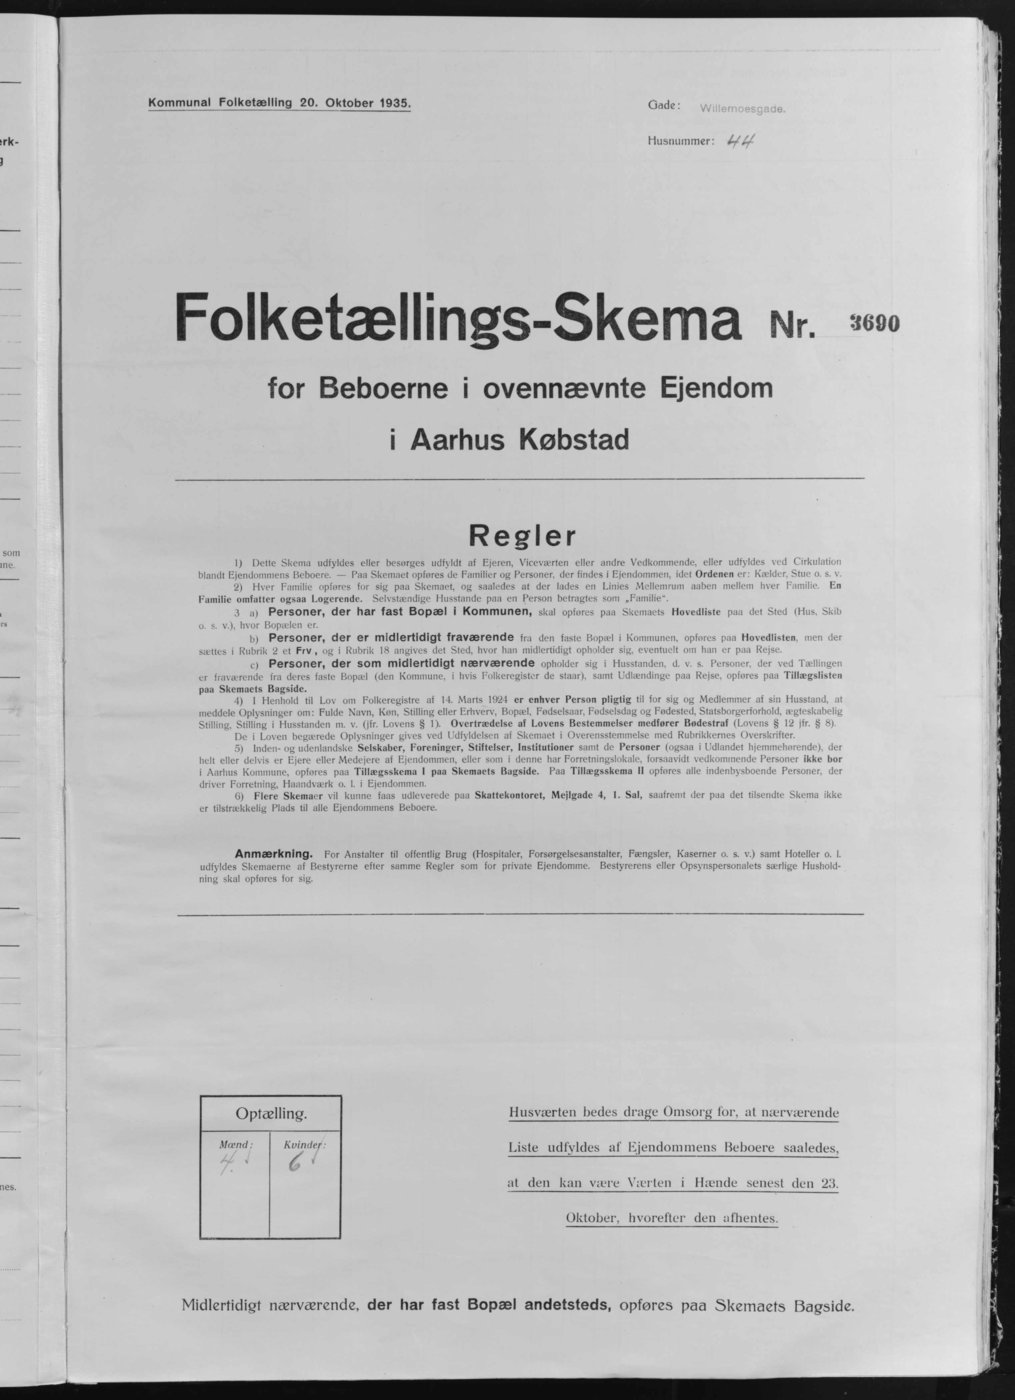 Kommunal Folketælling 20. Oktober 1935.
Gade: Willemoesgade.
Husnummer: 44
Folketællings-Skema Nr. 3690
for Beboerne i ovennævnte Ejendom
i Aarhus Købstad
Regler
1) Dette Skema udfyldes eller besørges udfyldt af Ejeren, Viceværten eller andre Vedkommende, eller udfyldes ved Cirkulation
blandt Ejendommens Beboere. — Paa Skemaet opføres de Familier og Personer, der findes i Ejendommen, idet Ordenen er: Kælder, Stue o. s. v.
2) Hver Familie opføres for sig paa Skemaet, og saaledes at der lades en Linies Mellemrum aaben mellem hver Familie. En
Familie omfatter ogsaa Logerende. Selvstændige Husstande paa en Person betragtes som „Familie".
3 a) Personer, der har fast Bopæl i Kommunen, skal opføres paa Skemaets Hovedliste paa det Sted (Hus, Skib
o. s. v.), hvor Bopælen er.
b) Personer, der er midlertidigt fraværende fra den faste Bopæl i Kommunen, opføres paa Hovedlisten, men der
sættes i Rubrik 2 et Frv, og i Rubrik 18 angives det Sted, hvor han midlertidigt opholder sig, eventuelt om han er paa Rejse.
c) Personer, der som midlertidigt nærværende opholder sig i Husstanden, d. v. s. Personer, der ved Tællingen
er fraværende fra deres faste Bopæl (den Kommune, i hvis Folkeregister de staar), samt Udlændinge paa Rejse, opføres paa Tillægslisten
paa Skemaets Bagside.
4) I Henhold til Lov om Folkeregistre af 14. Marts 1924 er enhver Person pligtig til for sig og Medlemmer af sin Husstand, at
meddele Oplysninger om: Fulde Navn, Køn, Stilling eller Erhverv, Bopæl, Fødselsaar, Fødselsdag og Fødested, Statsborgerforhold, ægteskabelig
Stilling, Stilling i Husstanden m. v. (jfr. Lovens § 1). Overtrædelse af Lovens Bestemmelser medfører Bødestraf (Lovens § 12 jfr. § 8).
De i Loven begærede Oplysninger gives ved Udfyldelsen af Skemaet i Overensstemmelse med Rubrikkernes Overskrifter.
5) Inden- og udenlandske Selskaber, Foreninger, Stiftelser, Institutioner samt de Personer (ogsaa i Udlandet hjemmehørende), der
helt eller delvis er Ejere eller Medejere af Ejendommen, eller som i denne har Forretningslokale, forsaavidt vedkommende Personer ikke bor
i Aarhus Kommune, opføres paa Tillægsskema I paa Skemaets Bagside. Paa Tillægsskema II opføres alle indenbysboende Personer, der
driver Forretning, Haandværk o. l. i Ejendommen.
6) Flere Skemaer vil kunne faas udleverede paa Skattekontoret, Mejlgade 4, 1. Sal, saafremt der paa det tilsendte Skema ikke
er tilstrækkelig Plads til alle Ejendommens Beboere.
Anmærkning. For Anstalter til offentlig Brug (Hospitaler, Forsørgelsesanstalter, Fængsler, Kaserner o. s. v.) samt Hoteller o. l.
udfyldes Skemaerne af Bestyrerne efter samme Regler som for private Ejendomme. Bestyrerens eller Opsynspersonalets særlige Hushold-
ning skal opføres for sig.
Optælling.
Mænd: Kvinder:
4. 6
Husværten bedes drage Omsorg for, at nærværende
Liste udfyldes af Ejendommens Beboere saaledes,
at den kan være Værten i Hænde senest den 23.
Oktober, hvorefter den afhentes.
Midlertidigt nærværende, der har fast Bopæl andetsteds, opføres paa Skemaets Bagside.